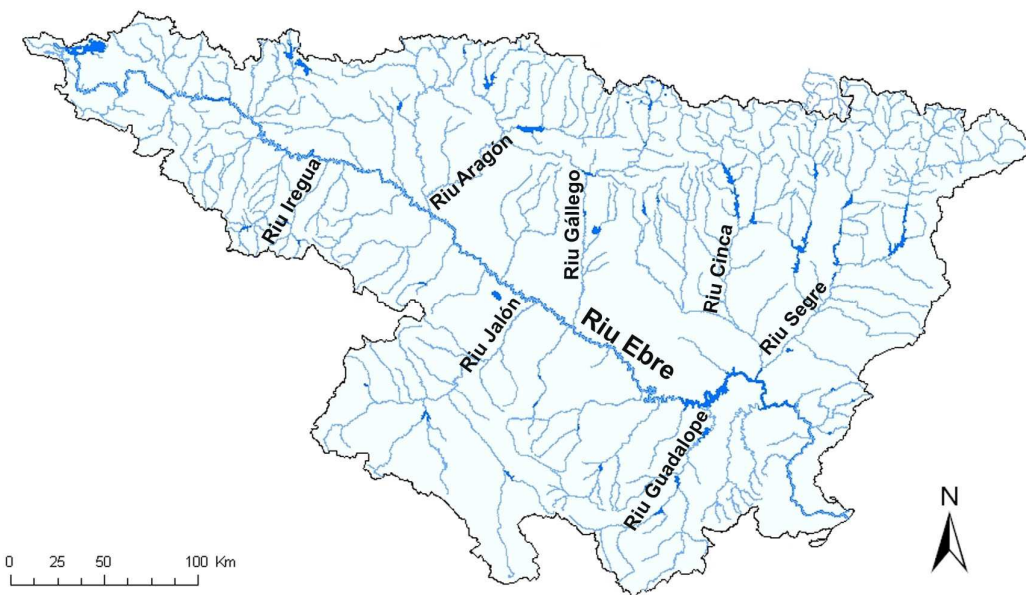 Riu Iregua
Riu Aragón
Riu Gállego
Riu Cinca
Riu Segre
Riu Jalón
Riu Ebre
Riu Guadalope
N
0 25 50 100 Km